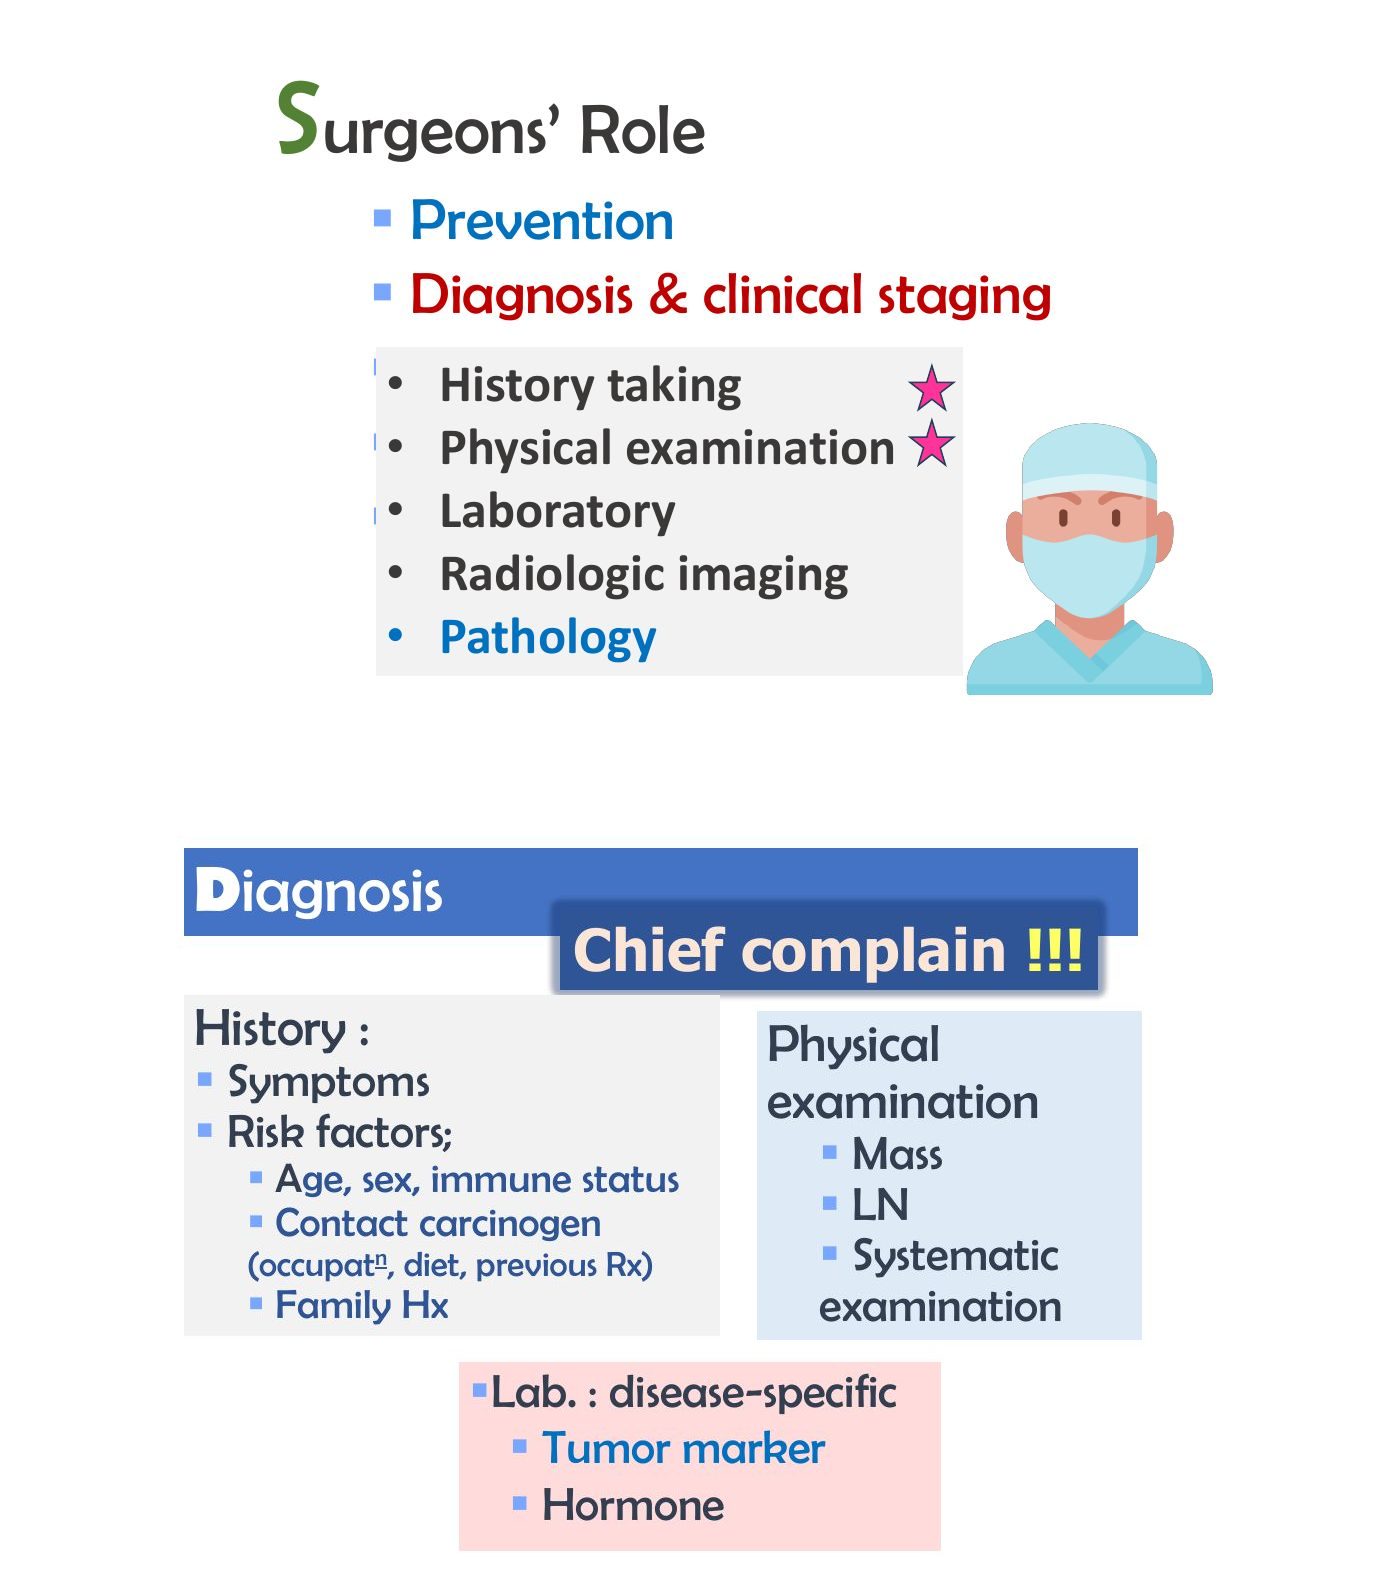 Surgeons’ Role
Prevention
Diagnosis & clinical staging
• History taking
• Physical examination
• Laboratory
• Radiologic imaging
• Pathology
Diagnosis
Chief complain !!!
History :
Symptoms
Risk factors;
Age, sex, immune status
Contact carcinogen
(occupatⁿ, diet, previous Rx)
Family Hx
Physical
examination
Mass
LN
Systematic
examination
Lab. : disease-specific
Tumor marker
Hormone